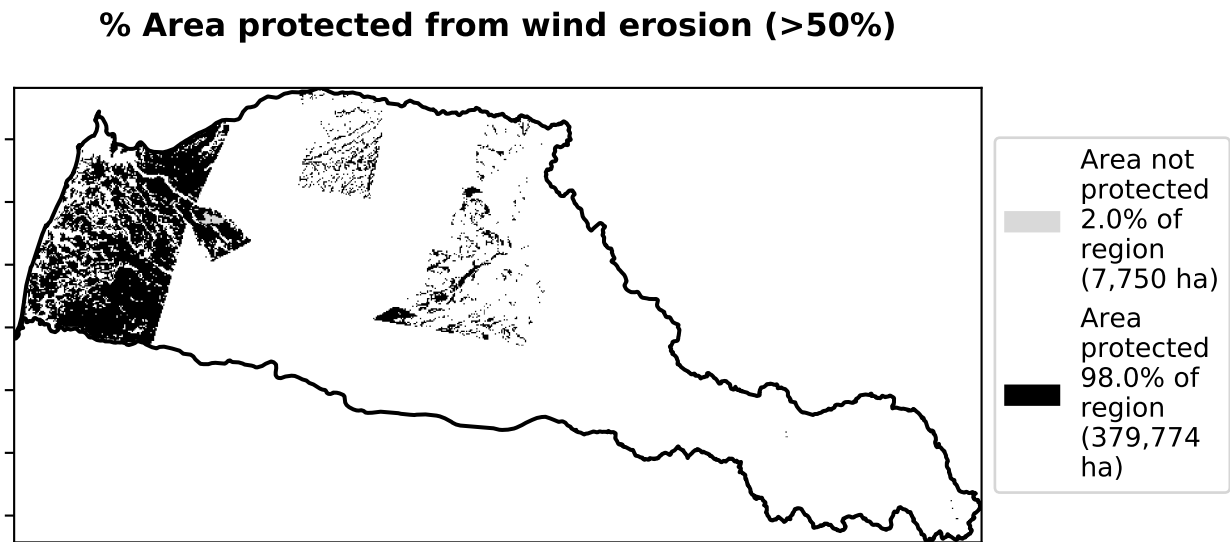 % Area protected from wind erosion (>50%)
Area not
protected
2.0% of
region
(7,750 ha)
Area
protected
98.0% of
region
(379,774
ha)